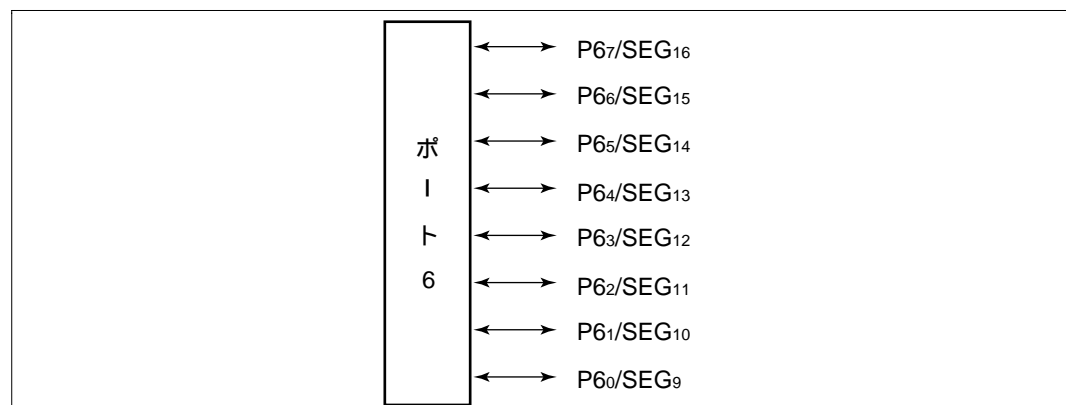 ポート6
P6₇/SEG₁₆
P6₆/SEG₁₅
P6₅/SEG₁₄
P6₄/SEG₁₃
P6₃/SEG₁₂
P6₂/SEG₁₁
P6₁/SEG₁₀
P6₀/SEG₉